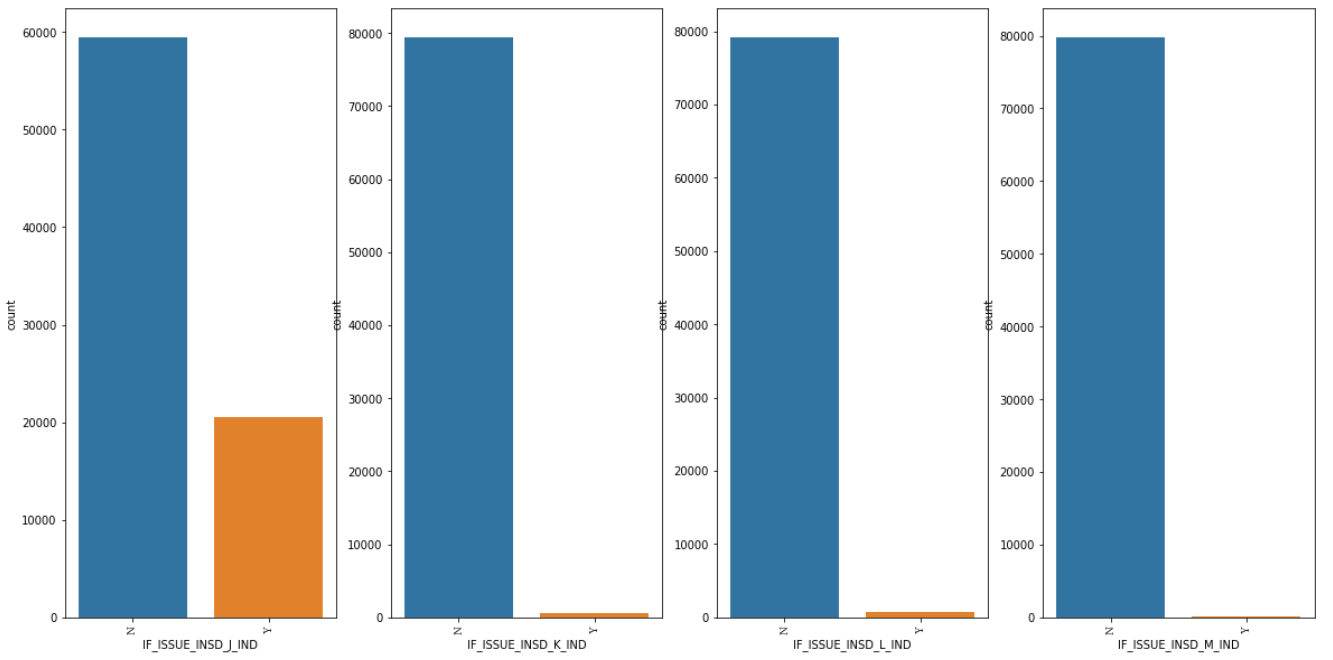 60000
50000
40000
30000
20000
10000
0
count
N
Y
IF_ISSUE_INSD_J_IND
80000
70000
60000
50000
40000
30000
20000
10000
0
count
N
Y
IF_ISSUE_INSD_K_IND
80000
70000
60000
50000
40000
30000
20000
10000
0
count
N
Y
IF_ISSUE_INSD_L_IND
80000
70000
60000
50000
40000
30000
20000
10000
0
count
N
Y
IF_ISSUE_INSD_M_IND